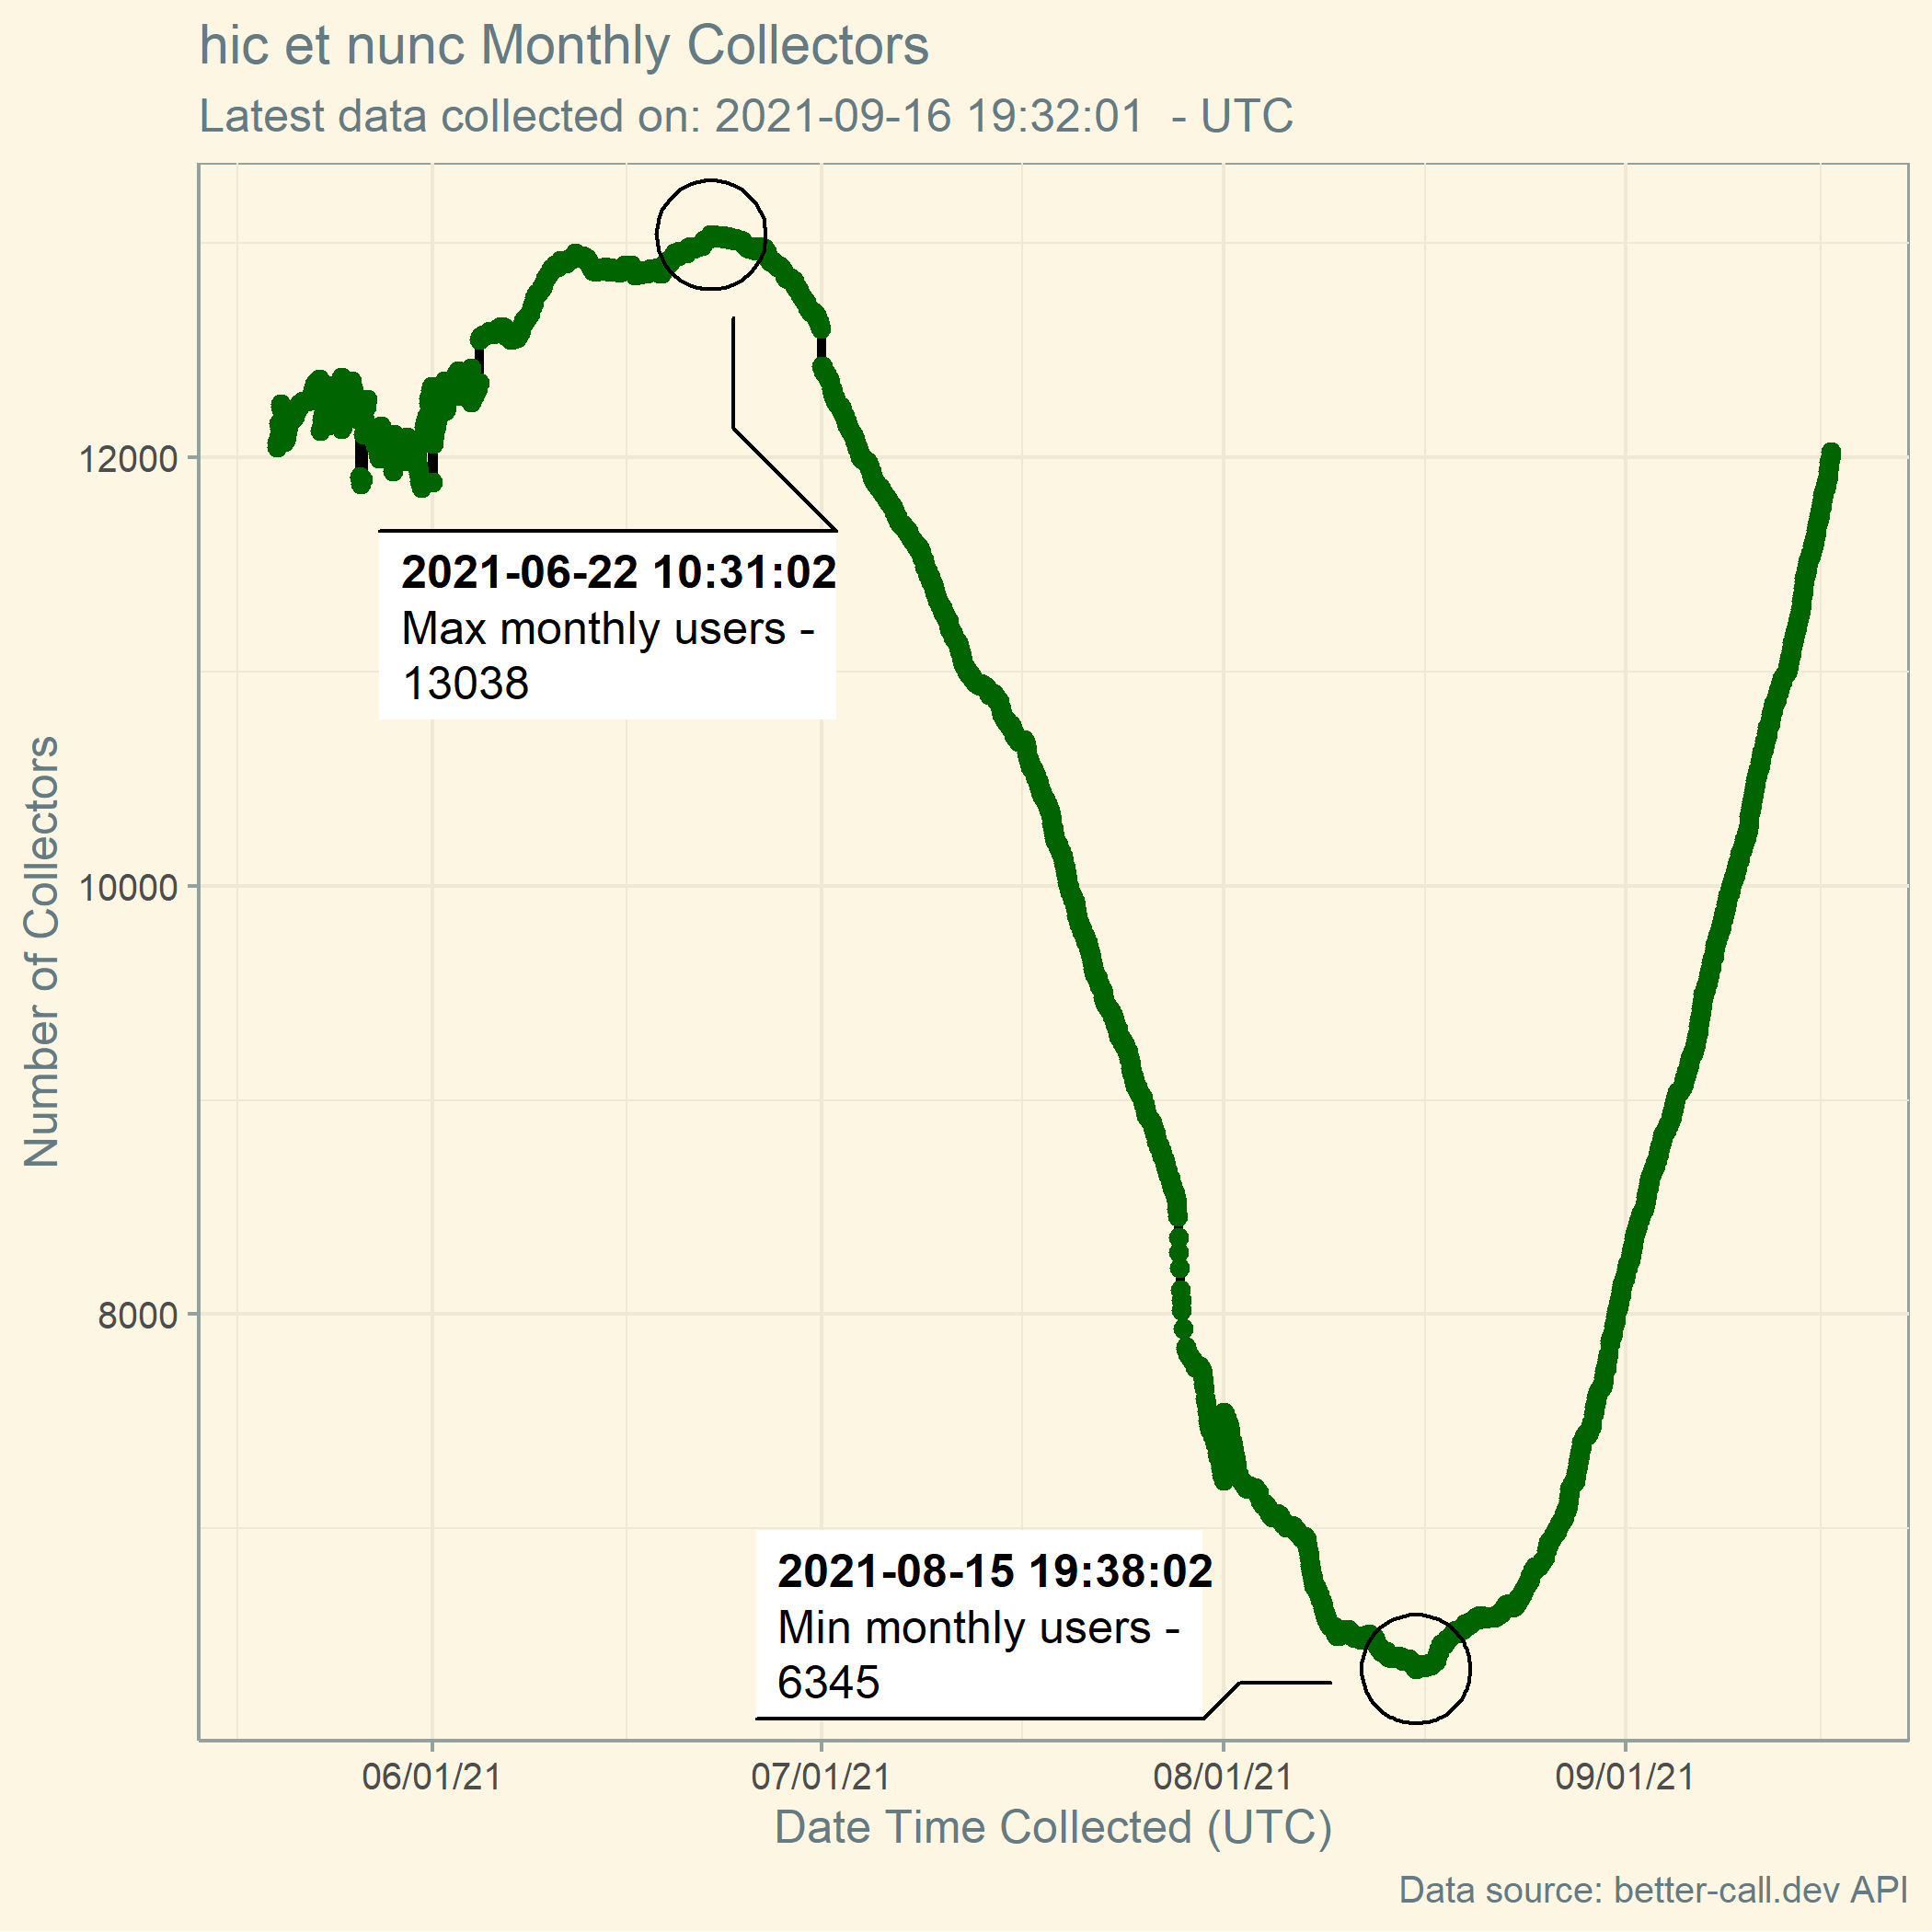 hic et nunc Monthly Collectors
Latest data collected on: 2021-09-16 19:32:01  - UTC
12000
2021-06-22 10:31:02
Max monthly users -
13038
Number of Collectors
10000
8000
2021-08-15 19:38:02
Min monthly users -
6345
06/01/21 07/01/21 08/01/21 09/01/21
Date Time Collected (UTC)
Data source: better-call.dev API